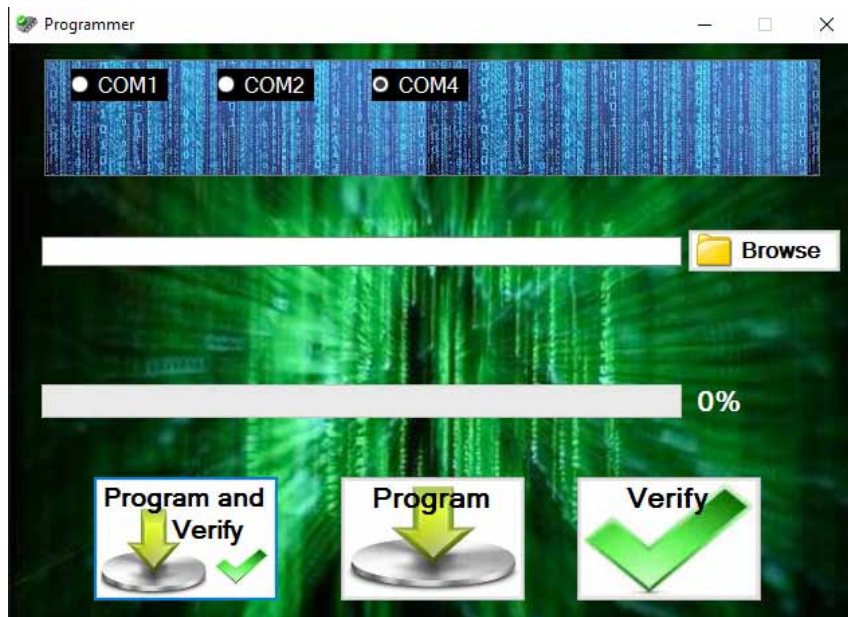 Programmer
COM1 COM2 COM4
Browse
0%
Program and
Verify
Program
Verify